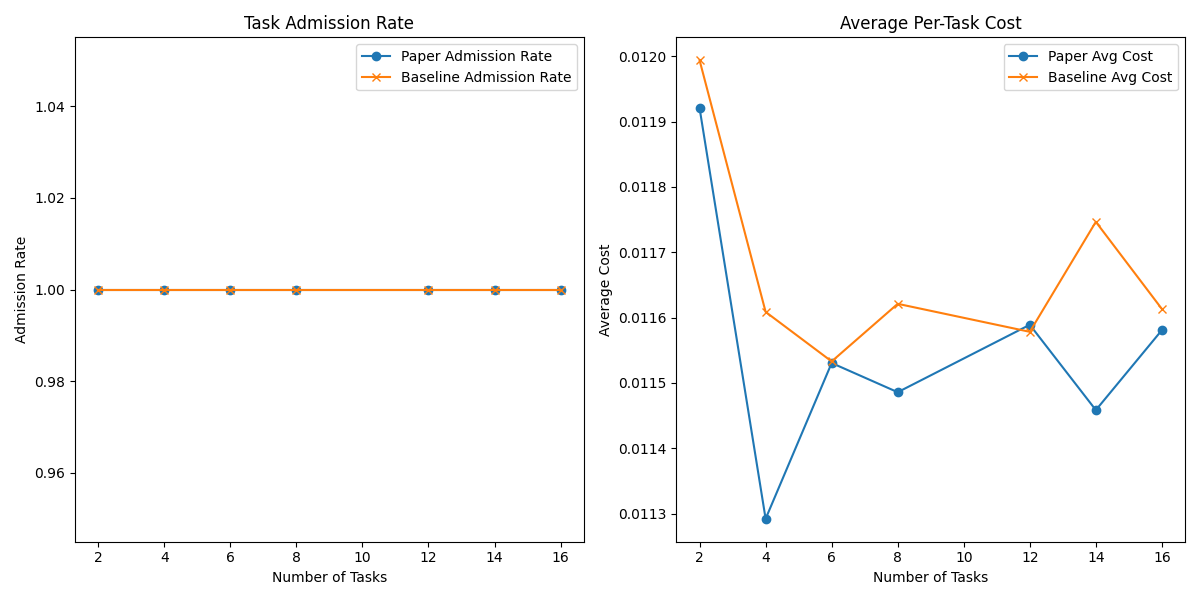 Task Admission Rate
Paper Admission Rate
Baseline Admission Rate
Admission Rate
1.04
1.02
1.00
0.98
0.96
2 4 6 8 10 12 14 16
Number of Tasks
Average Per-Task Cost
Paper Avg Cost
Baseline Avg Cost
Average Cost
0.0120
0.0119
0.0118
0.0117
0.0116
0.0115
0.0114
0.0113
2 4 6 8 10 12 14 16
Number of Tasks